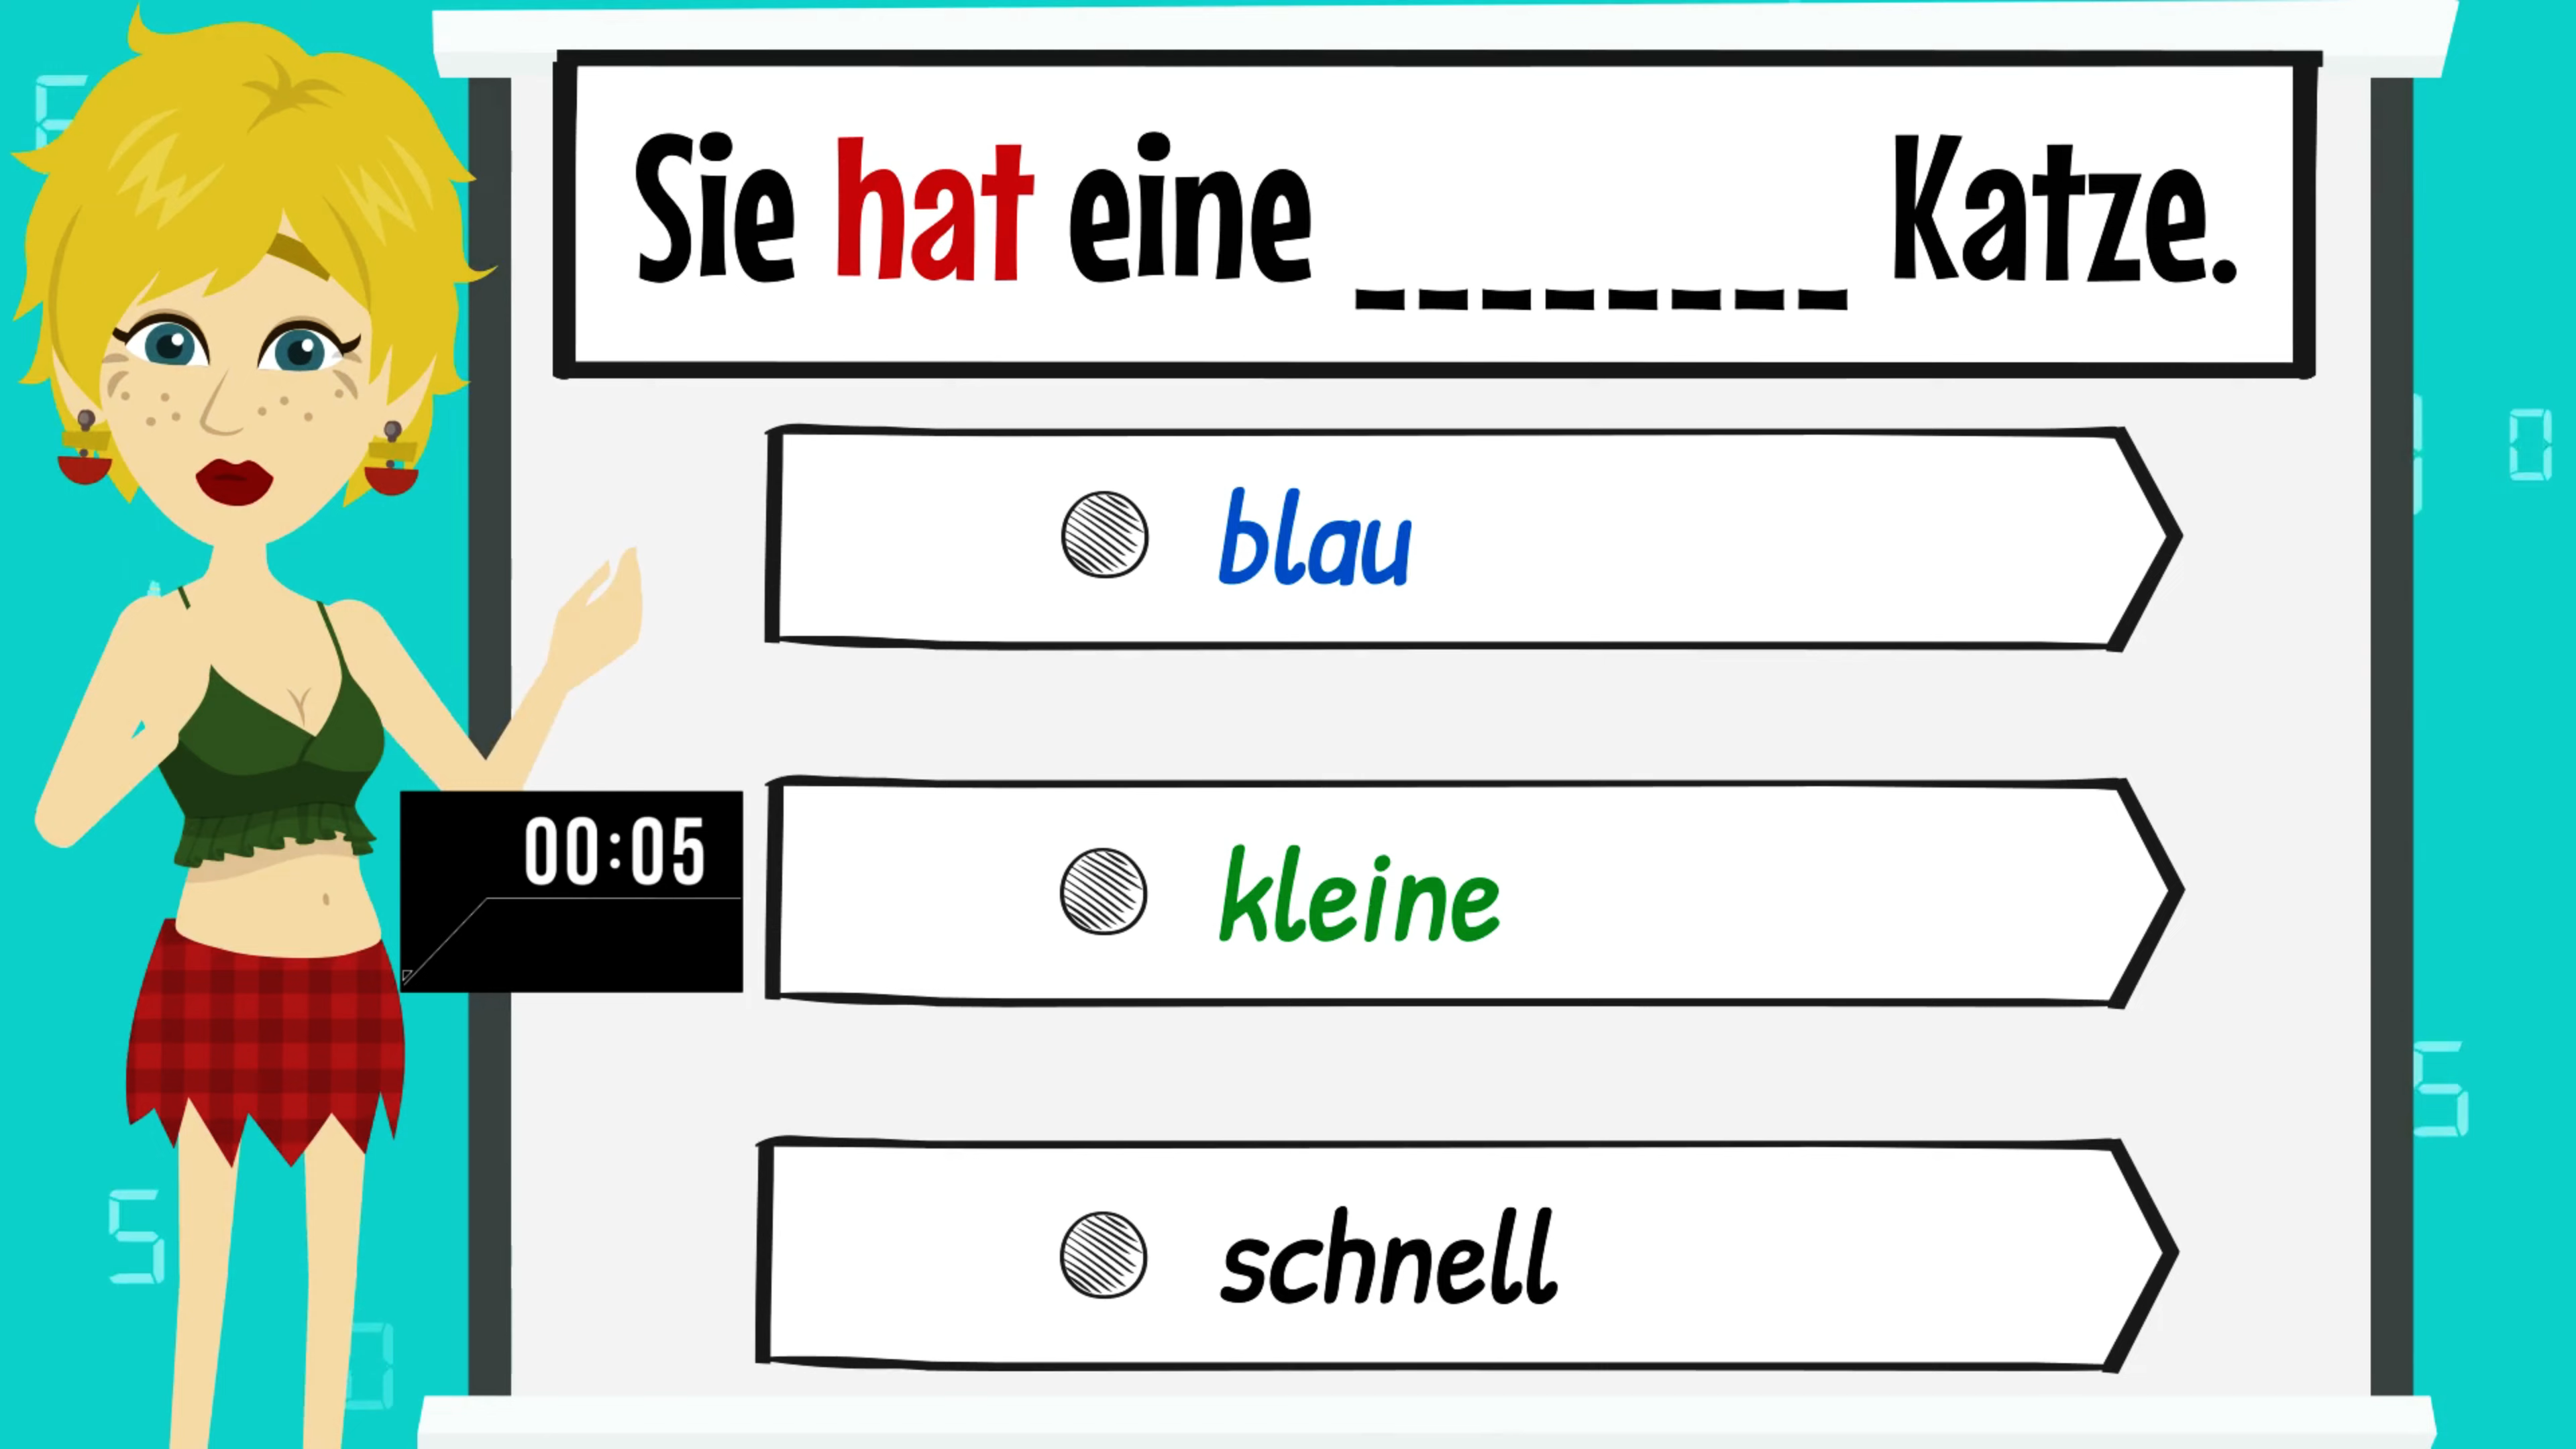 Sie hat eine ________ Katze.
blau
kleine
00:05
schnell